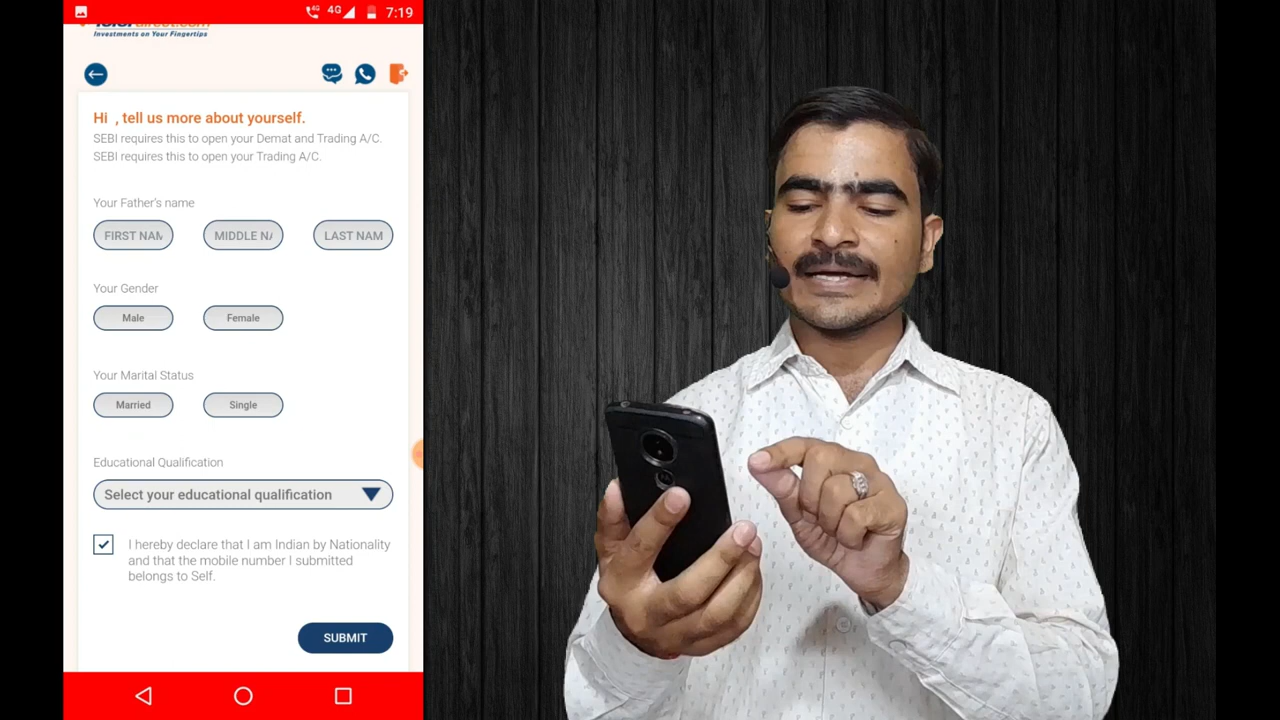 4G 4G 7:19
Investments on Your Fingertips
Hi , tell us more about yourself.
SEBI requires this to open your Demat and Trading A/C.
SEBI requires this to open your Trading A/C.
Your Father's name
FIRST NAM MIDDLE N LAST NAM
Your Gender
Male Female
Your Marital Status
Married Single
Educational Qualification
Select your educational qualification
I hereby declare that I am Indian by Nationality
and that the mobile number I submitted
belongs to Self.
SUBMIT